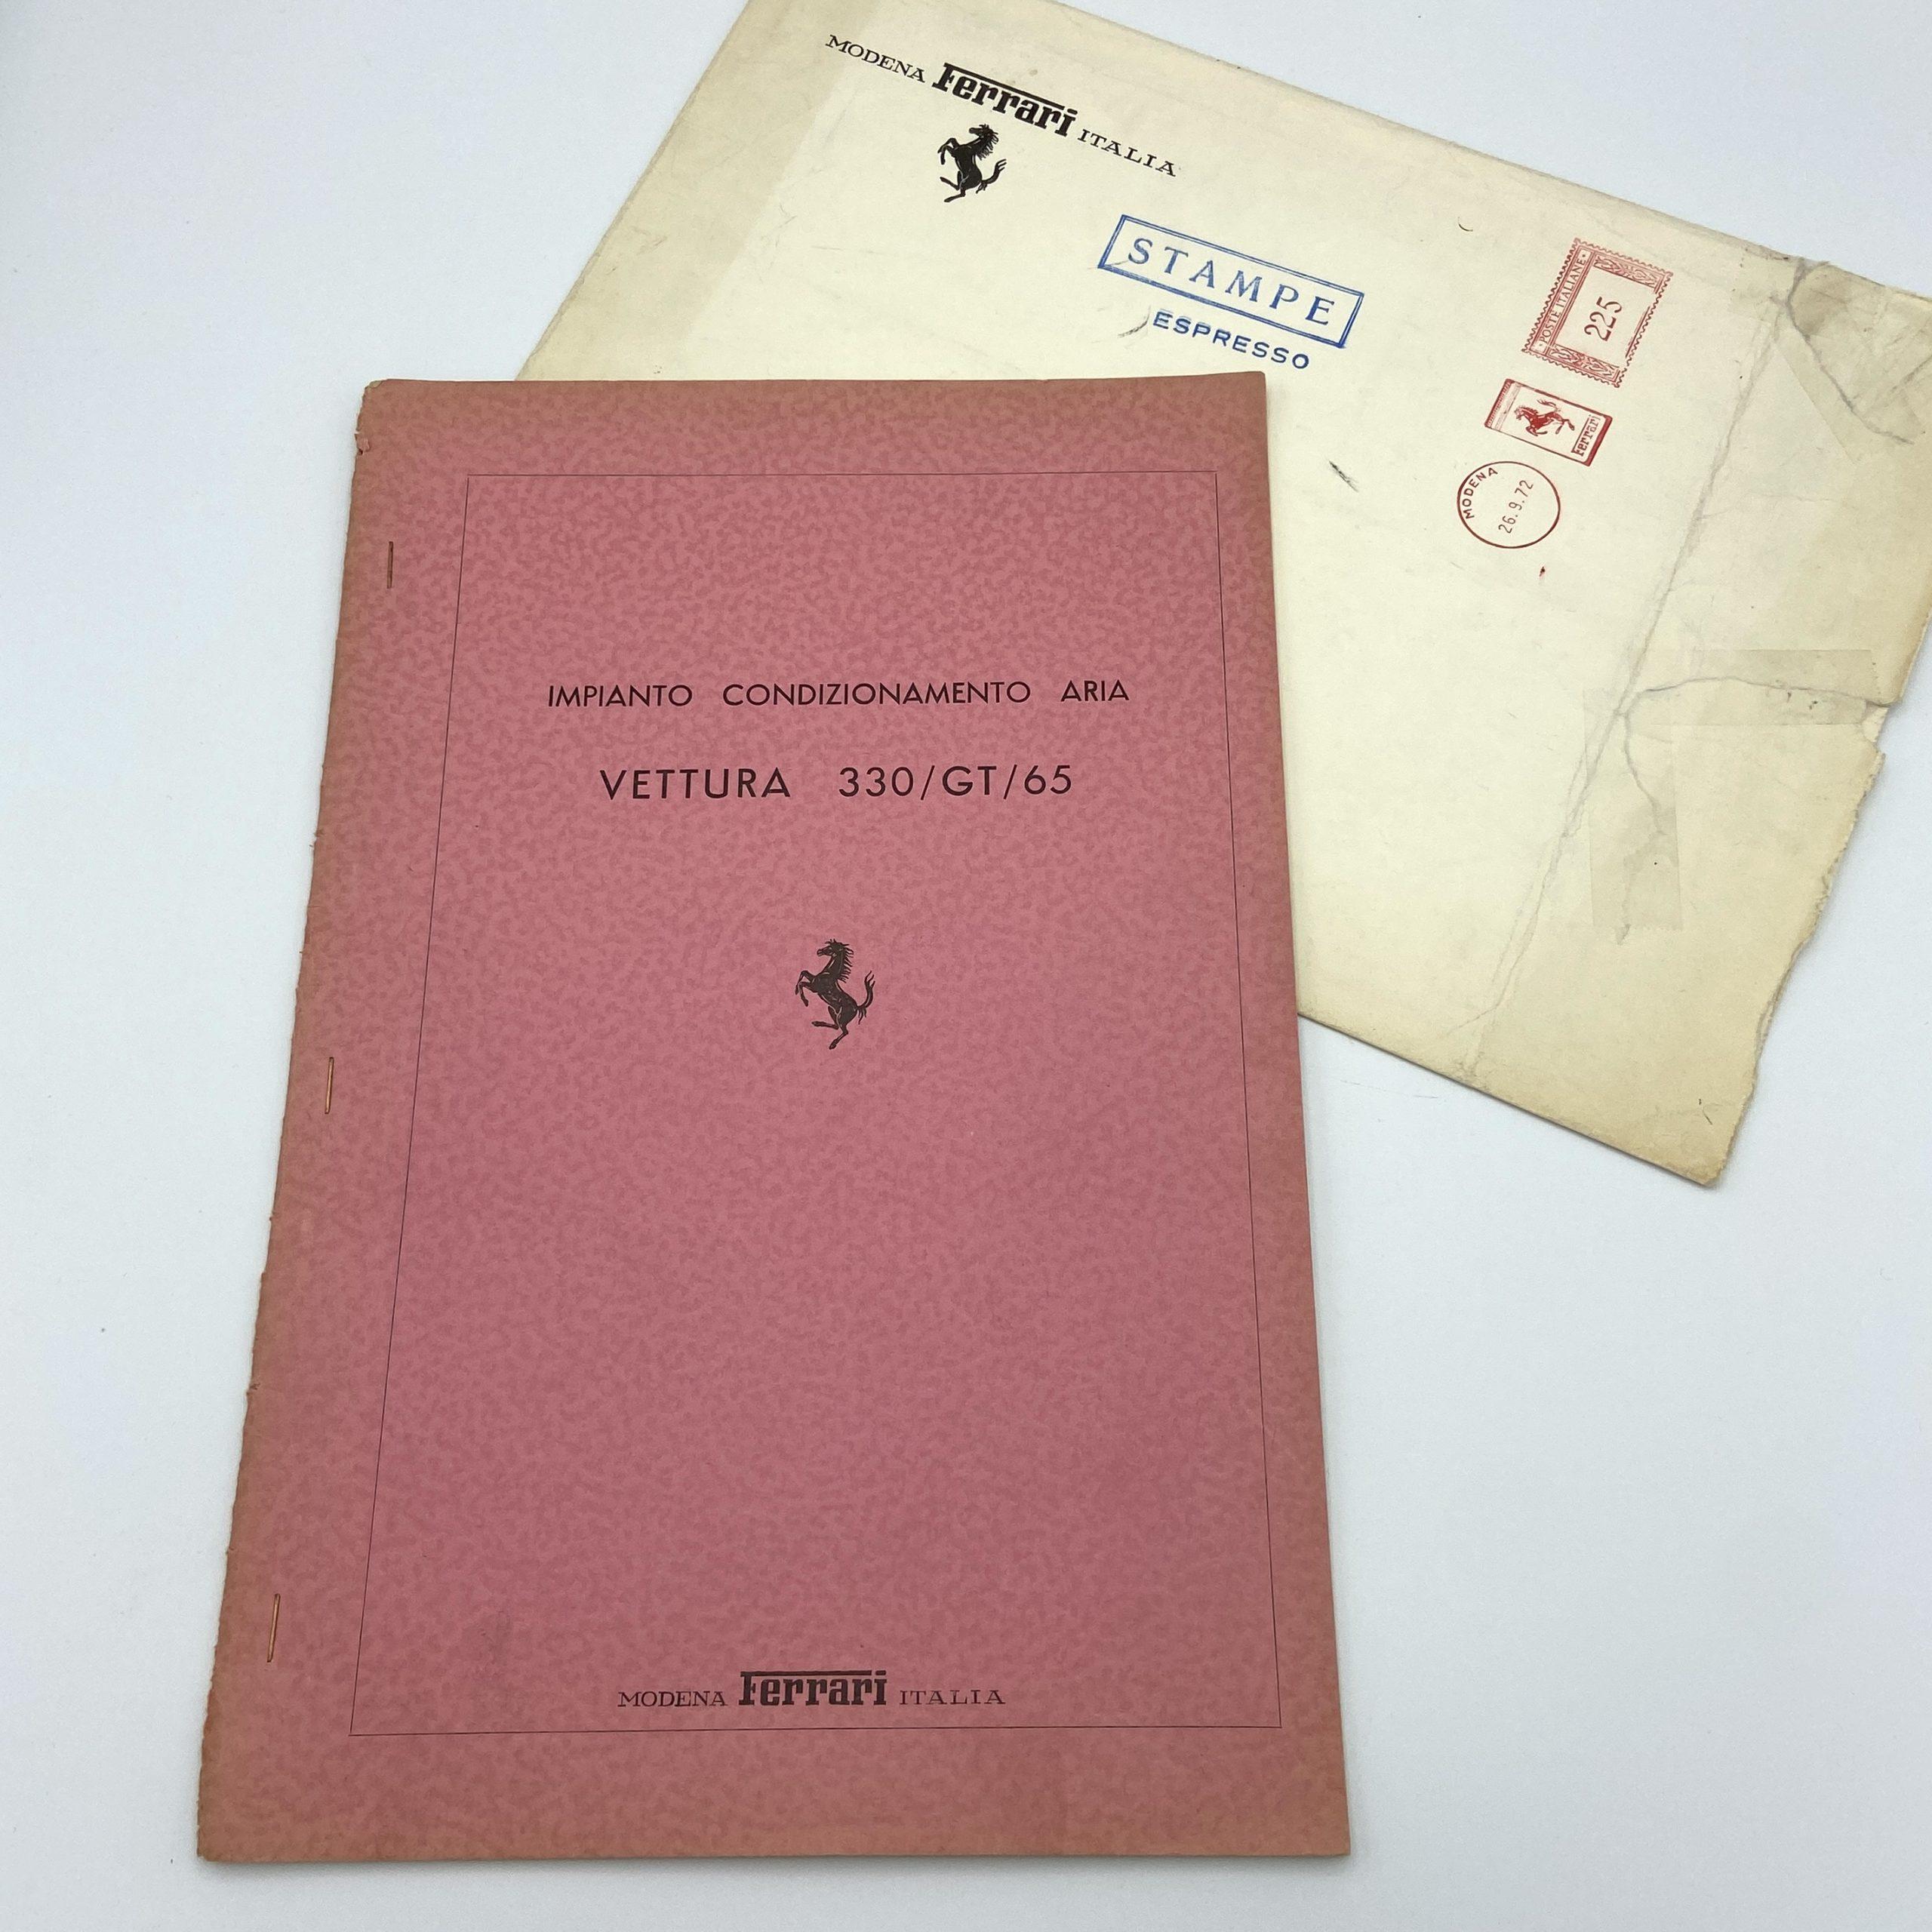 MODENA Ferrari ITALIA
STAMPE
ESPRESSO
POSTE ITALIANE
225
Ferrari
MODENA
26.9.72
IMPIANTO CONDIZIONAMENTO ARIA
VETTURA 330/GT/65
MODENA Ferrari ITALIA